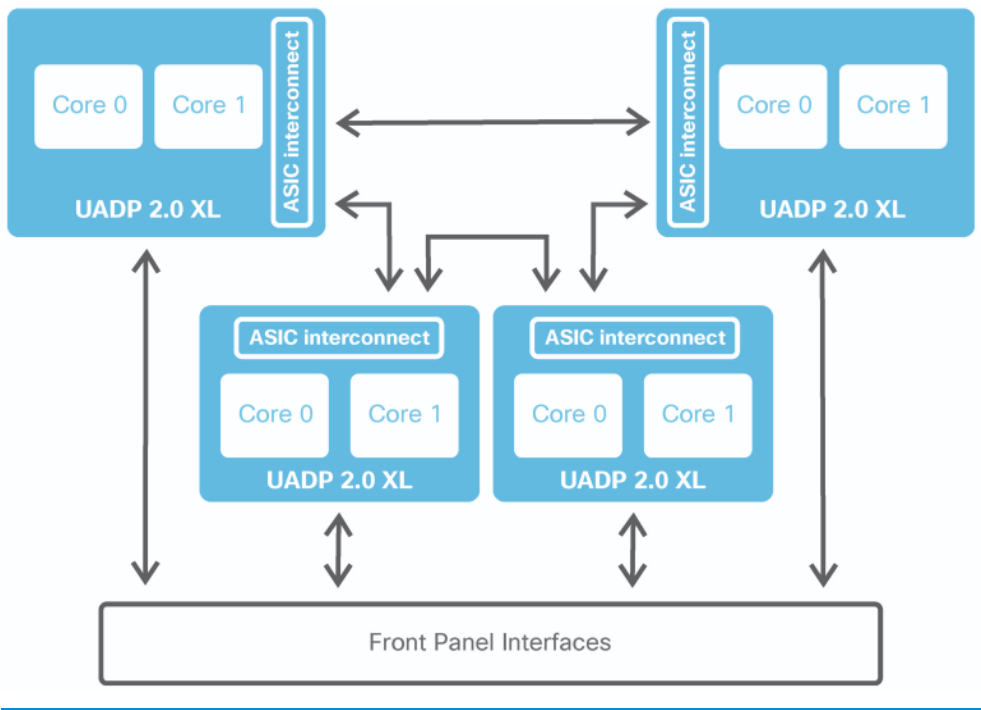 Core 0
Core 1
ASIC interconnect
UADP 2.0 XL
ASIC interconnect
Core 0
Core 1
UADP 2.0 XL
ASIC interconnect
Core 0
Core 1
UADP 2.0 XL
ASIC interconnect
Core 0
Core 1
UADP 2.0 XL
Front Panel Interfaces